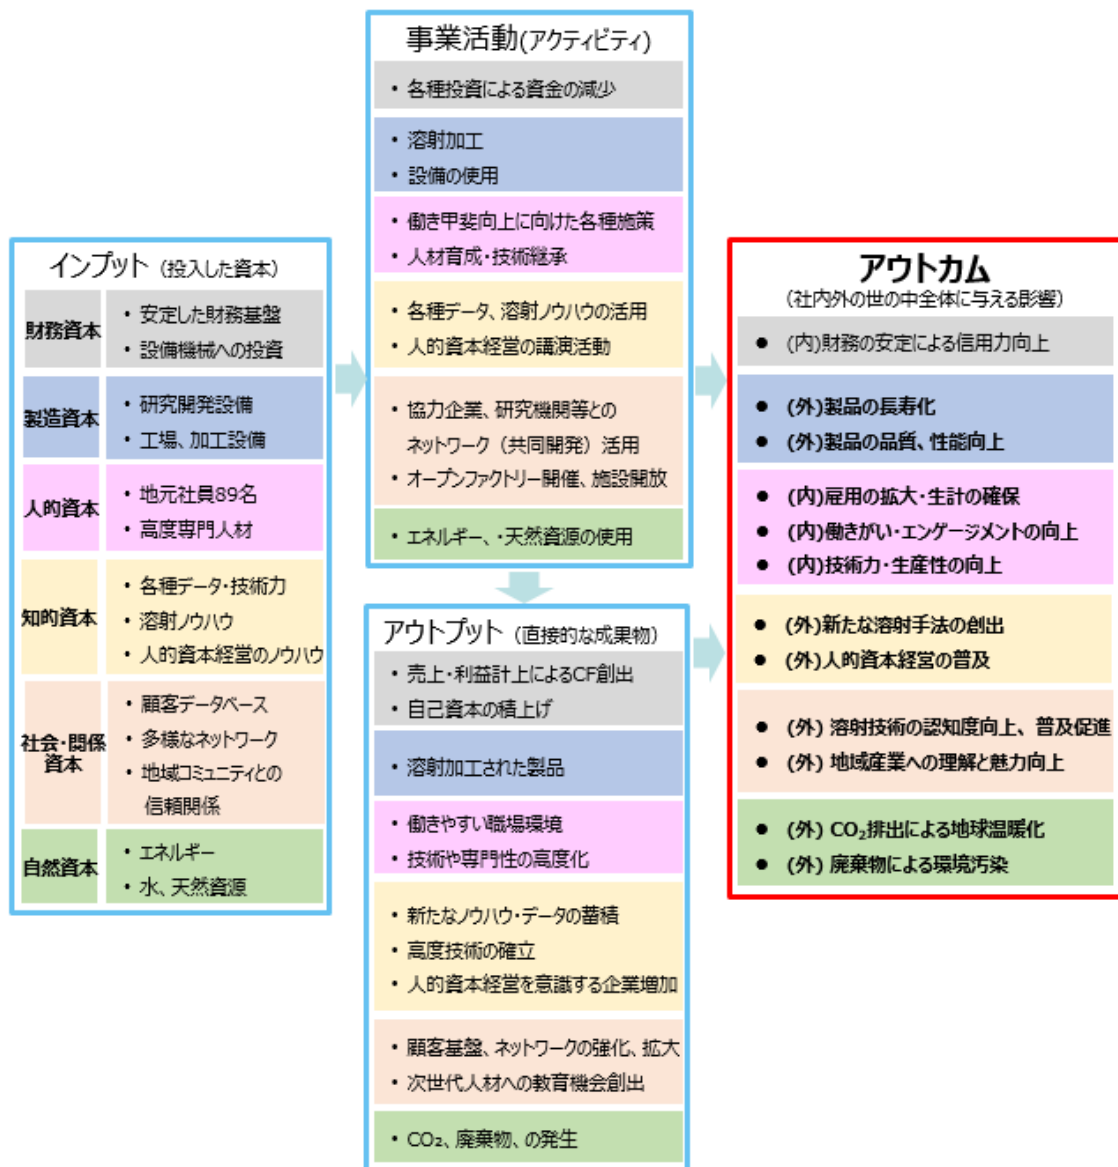 事業活動(アクティビティ)
• 各種投資による資金の減少
• 溶射加工
• 設備の使用
• 働き甲斐向上に向けた各種施策
• 人材育成・技術継承
• 各種データ、溶射ノウハウの活用
• 人的資本経営の講演活動
• 協力企業、研究機関等との
ネットワーク（共同開発）活用
• オープンファクトリー開催、施設開放
• エネルギー、・天然資源の使用
インプット（投入した資本）
財務資本
• 安定した財務基盤
• 設備機械への投資
製造資本
• 研究開発設備
• 工場、加工設備
人的資本
• 地元社員89名
• 高度専門人材
知的資本
• 各種データ・技術力
• 溶射ノウハウ
• 人的資本経営のノウハウ
社会・関係
資本
• 顧客データベース
• 多様なネットワーク
• 地域コミュニティとの
信頼関係
自然資本
• エネルギー
• 水、天然資源
アウトプット（直接的な成果物）
• 売上・利益計上によるCF創出
• 自己資本の積上げ
• 溶射加工された製品
• 働きやすい職場環境
• 技術や専門性の高度化
• 新たなノウハウ・データの蓄積
• 高度技術の確立
• 人的資本経営を意識する企業増加
• 顧客基盤、ネットワークの強化、拡大
• 次世代人材への教育機会創出
• CO₂、廃棄物、の発生
アウトカム
（社内外の世の中全体に与える影響）
● (内)財務の安定による信用力向上
● (外)製品の長寿化
● (外)製品の品質、性能向上
● (内)雇用の拡大・生計の確保
● (内)働きがい・エンゲージメントの向上
● (内)技術力・生産性の向上
● (外)新たな溶射手法の創出
● (外)人的資本経営の普及
● (外) 溶射技術の認知度向上、普及促進
● (外) 地域産業への理解と魅力向上
● (外) CO₂排出による地球温暖化
● (外) 廃棄物による環境汚染